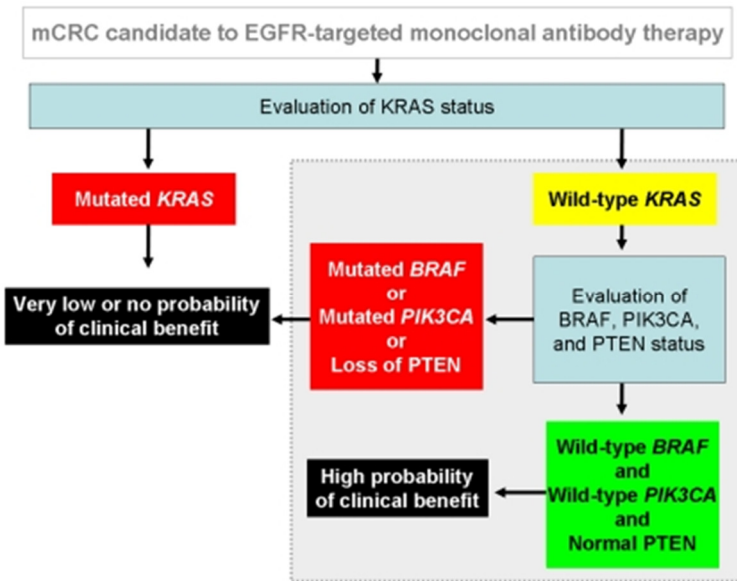 mCRC candidate to EGFR-targeted monoclonal antibody therapy
Evaluation of KRAS status
Mutated KRAS
Wild-type KRAS
Very low or no probability
of clinical benefit
Mutated BRAF
or
Mutated PIK3CA
or
Loss of PTEN
Evaluation of
BRAF, PIK3CA,
and PTEN status
High probability
of clinical benefit
Wild-type BRAF
and
Wild-type PIK3CA
and
Normal PTEN